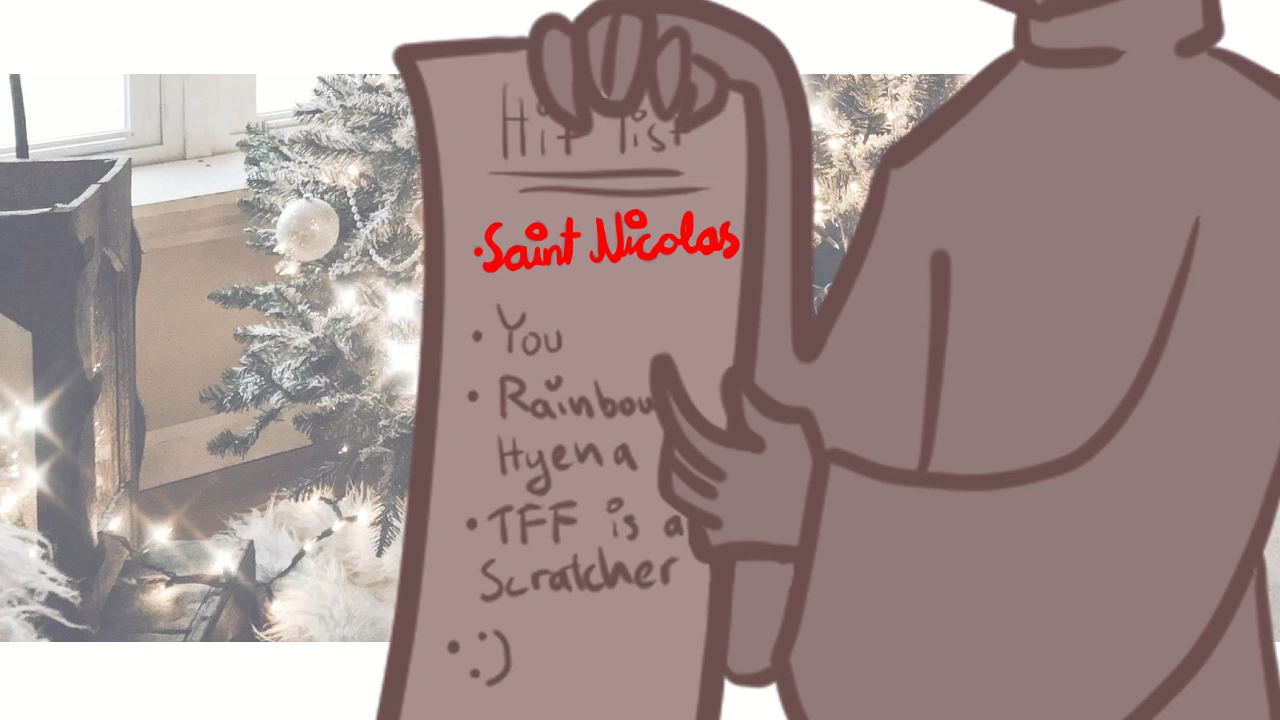 Hit list
• Saint Nicolas
• You
• Rainbow
Hyena
• TFF is a
Scratcher
• :)